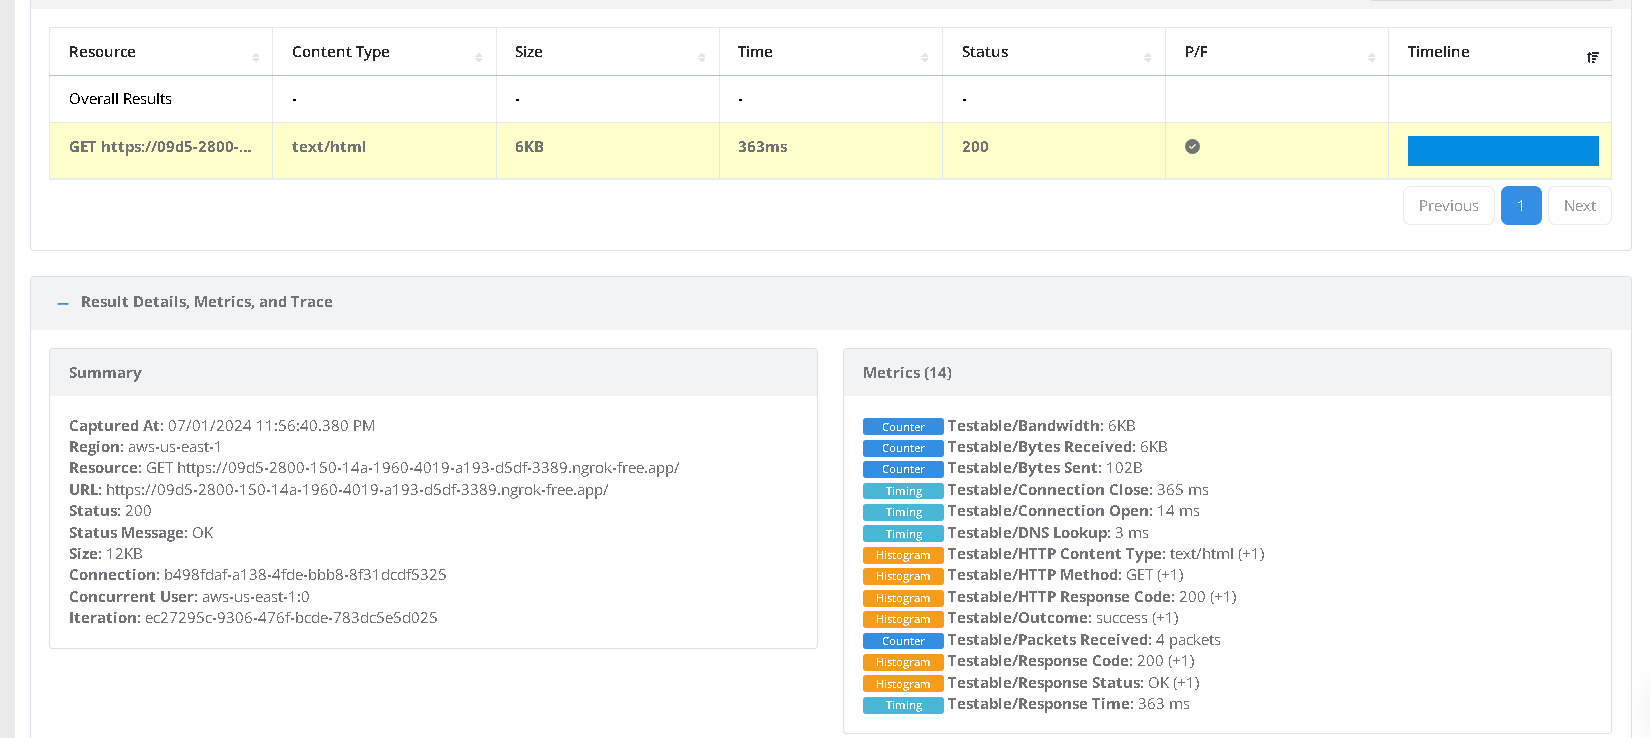 Resource Content Type Size Time Status P/F Timeline
Overall Results - - - -
GET https://09d5-2800-... text/html 6KB 363ms 200
Previous 1 Next
Result Details, Metrics, and Trace
Summary
Captured At: 07/01/2024 11:56:40.380 PM
Region: aws-us-east-1
Resource: GET https://09d5-2800-150-14a-1960-4019-a193-d5df-3389.ngrok-free.app/
URL: https://09d5-2800-150-14a-1960-4019-a193-d5df-3389.ngrok-free.app/
Status: 200
Status Message: OK
Size: 12KB
Connection: b498fdaf-a138-4fde-bbb8-8f31dcdf5325
Concurrent User: aws-us-east-1:0
Iteration: ec27295c-9306-476f-bcde-783dc5e5d025
Metrics (14)
Counter Testable/Bandwidth: 6KB
Counter Testable/Bytes Received: 6KB
Counter Testable/Bytes Sent: 102B
Timing Testable/Connection Close: 365 ms
Timing Testable/Connection Open: 14 ms
Timing Testable/DNS Lookup: 3 ms
Histogram Testable/HTTP Content Type: text/html (+1)
Histogram Testable/HTTP Method: GET (+1)
Histogram Testable/HTTP Response Code: 200 (+1)
Histogram Testable/Outcome: success (+1)
Counter Testable/Packets Received: 4 packets
Histogram Testable/Response Code: 200 (+1)
Histogram Testable/Response Status: OK (+1)
Timing Testable/Response Time: 363 ms